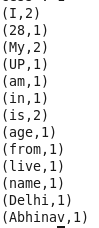 (I,2)
(28,1)
(My,2)
(UP,1)
(am,1)
(in,1)
(is,2)
(age,1)
(from,1)
(live,1)
(name,1)
(Delhi,1)
(Abhinav,1)